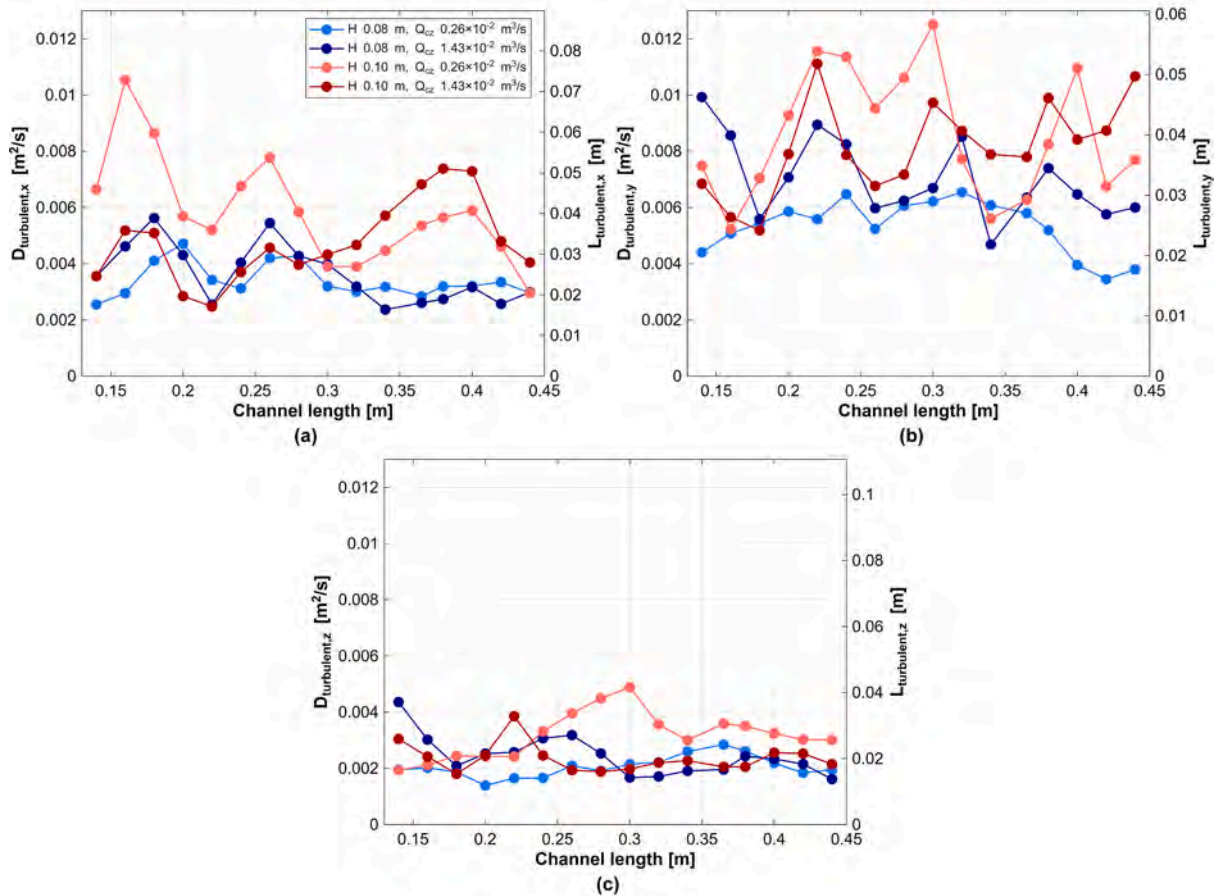 0.012
0.01
0.008
0.006
0.004
0.002
0
D_turbulent,x [m²/s]
H 0.08 m, Q_cz 0.26×10⁻² m³/s
H 0.08 m, Q_cz 1.43×10⁻² m³/s
H 0.10 m, Q_cz 0.26×10⁻² m³/s
H 0.10 m, Q_cz 1.43×10⁻² m³/s
0.08
0.07
0.06
0.05
0.04
0.03
0.02
0.01
0
L_turbulent,x [m]
0.15 0.2 0.25 0.3 0.35 0.4 0.45
Channel length [m]
(a)
0.012
0.01
0.008
0.006
0.004
0.002
0
D_turbulent,y [m²/s]
0.06
0.05
0.04
0.03
0.02
0.01
0
L_turbulent,y [m]
0.15 0.2 0.25 0.3 0.35 0.4 0.45
Channel length [m]
(b)
0.012
0.01
0.008
0.006
0.004
0.002
0
D_turbulent,z [m²/s]
0.1
0.08
0.06
0.04
0.02
0
L_turbulent,z [m]
0.15 0.2 0.25 0.3 0.35 0.4 0.45
Channel length [m]
(c)